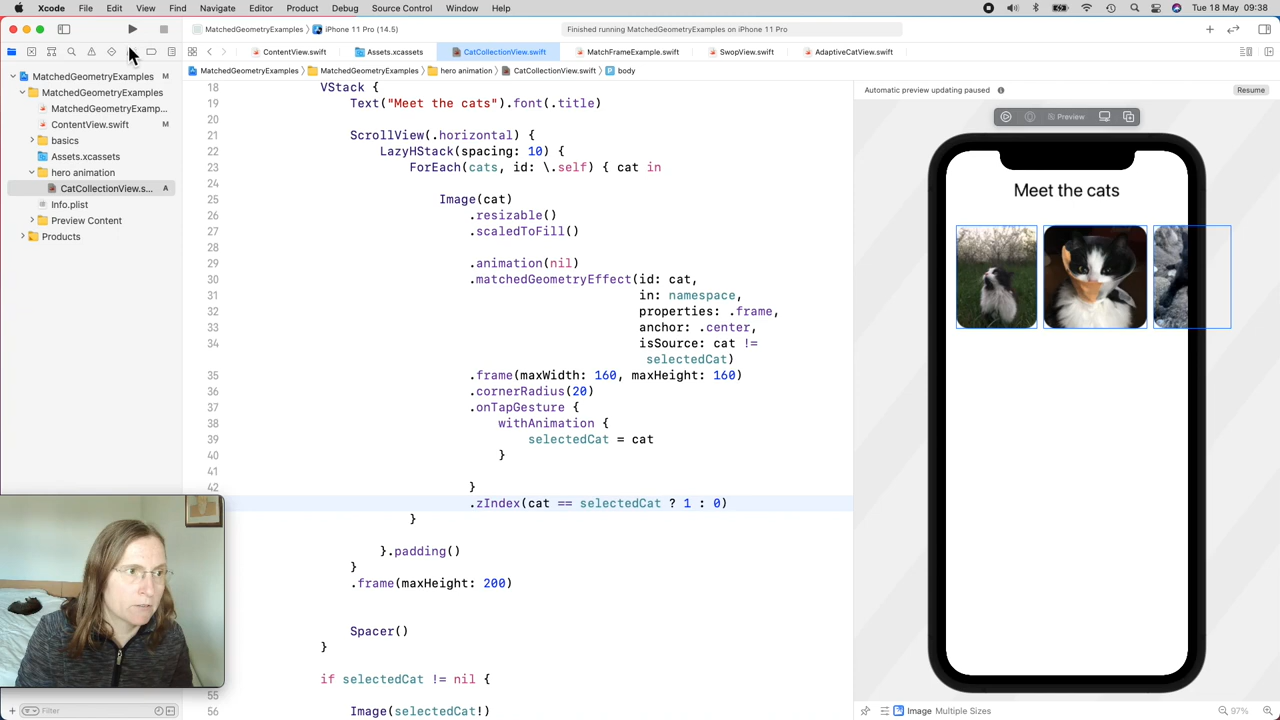 Xcode File Edit View Find Navigate Editor Product Debug Source Control Window Help
Tue 18 May 09:38
MatchedGeometryExamples iPhone 11 Pro (14.5)
Finished running MatchedGeometryExamples on iPhone 11 Pro
ContentView.swift Assets.xcassets CatCollectionView.swift MatchFrameExample.swift SwopView.swift AdaptiveCatView.swift
MatchedGeometryExamples MatchedGeometryExamples hero animation CatCollectionView.swift body
MatchedGeometryExamples M
MatchedGeometryExamples
MatchedGeometryExamp... M
ContentView.swift M
basics
Assets.xcassets
hero animation
CatCollectionView.s... A
Info.plist
Preview Content
Products
Filter
18 VStack {
19 Text("Meet the cats").font(.title)
20
21 ScrollView(.horizontal) {
22 LazyHStack(spacing: 10) {
23 ForEach(cats, id: \.self) { cat in
24
25 Image(cat)
26 .resizable()
27 .scaledToFill()
28
29 .animation(nil)
30 .matchedGeometryEffect(id: cat,
31 in: namespace,
32 properties: .frame,
33 anchor: .center,
34 isSource: cat !=
selectedCat)
35 .frame(maxWidth: 160, maxHeight: 160)
36 .cornerRadius(20)
37 .onTapGesture {
38 withAnimation {
39 selectedCat = cat
40 }
41
42 }
.zIndex(cat == selectedCat ? 1 : 0)
}
}.padding()
}
.frame(maxHeight: 200)
Spacer()
}
if selectedCat != nil {
55
56 Image(selectedCat!)
Automatic preview updating paused Resume
Preview
Meet the cats
Image Multiple Sizes
97%